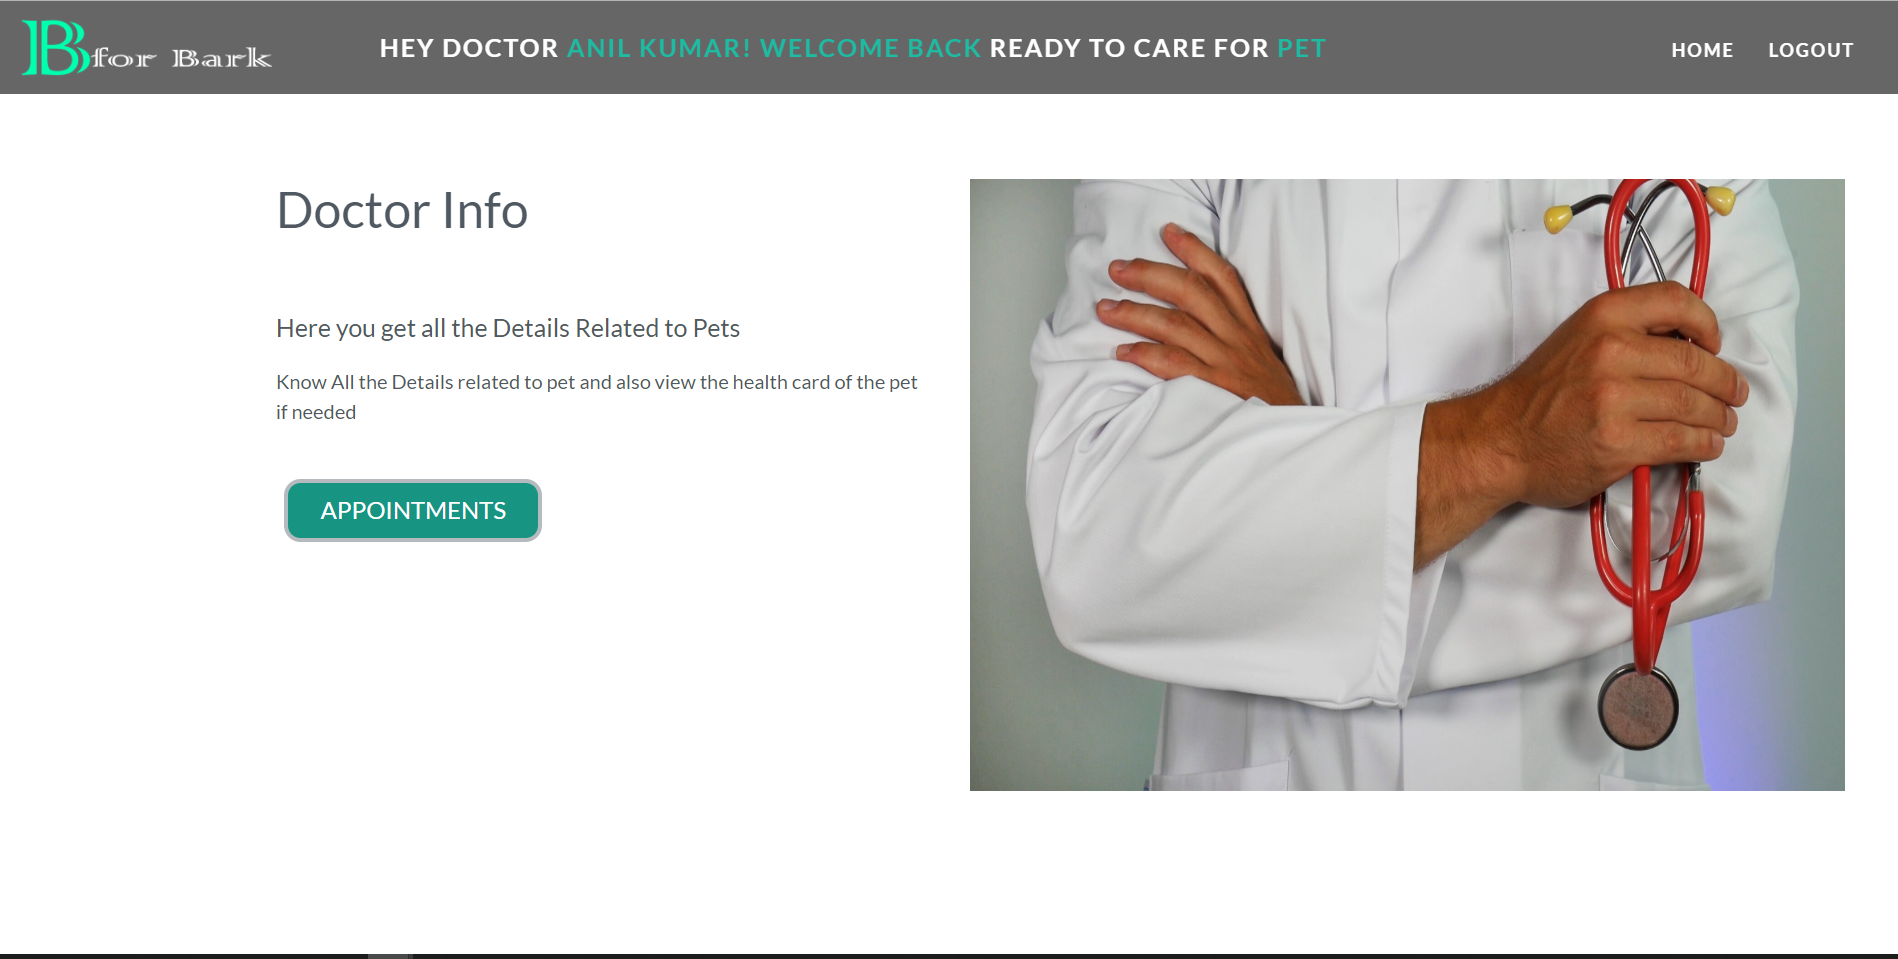 B for Bark
HEY DOCTOR ANIL KUMAR! WELCOME BACK READY TO CARE FOR PET
HOME LOGOUT
Doctor Info
Here you get all the Details Related to Pets
Know All the Details related to pet and also view the health card of the pet
if needed
APPOINTMENTS